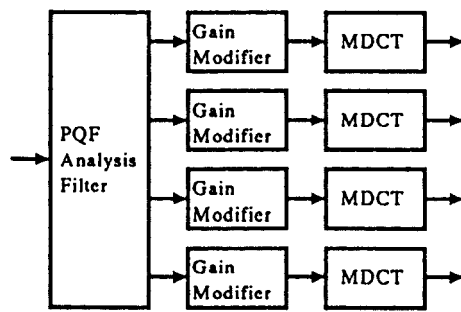 Gain
Modifier
MDCT
Gain
Modifier
MDCT
PQF
Analysis
Filter
Gain
Modifier
MDCT
Gain
Modifier
MDCT